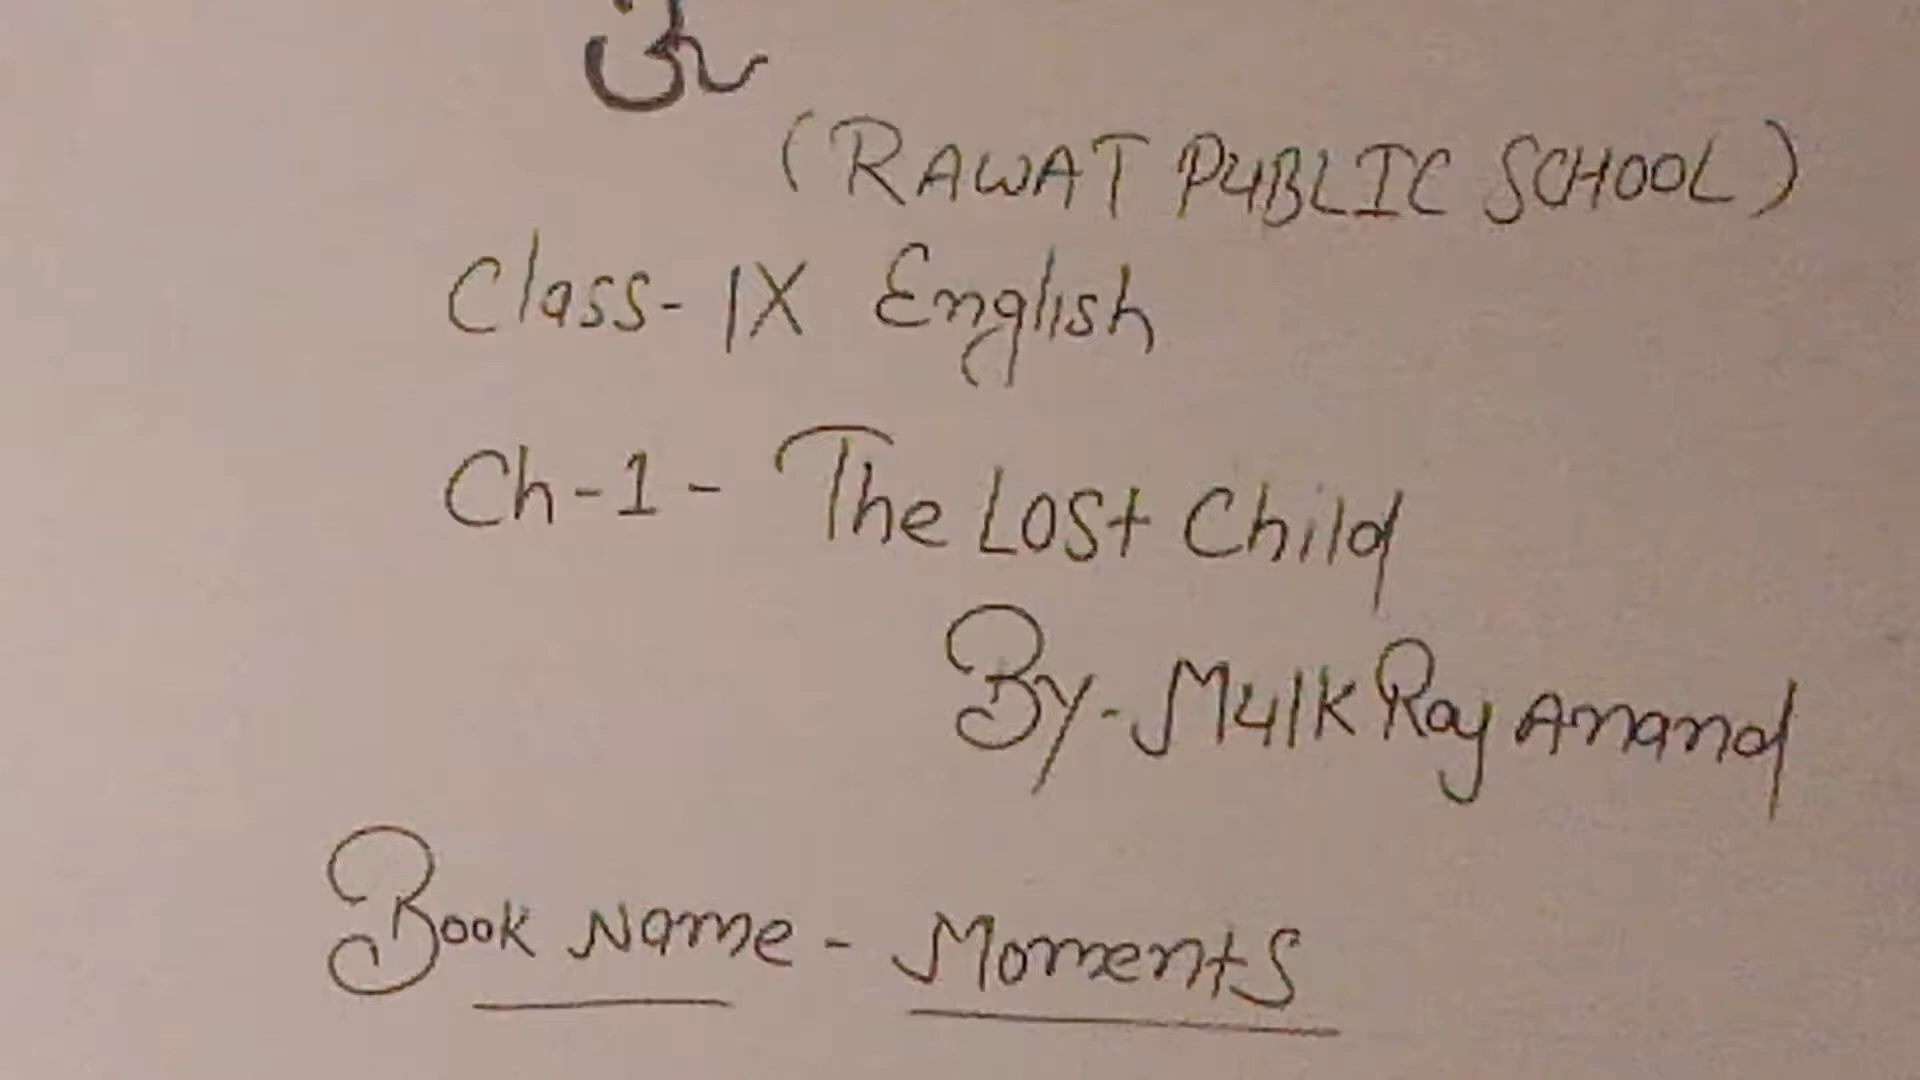 ॐ
(RAWAT PUBLIC SCHOOL)
Class- IX English
Ch-1- The Lost Child
By- Mulk Raj Anand
Book Name - Moments